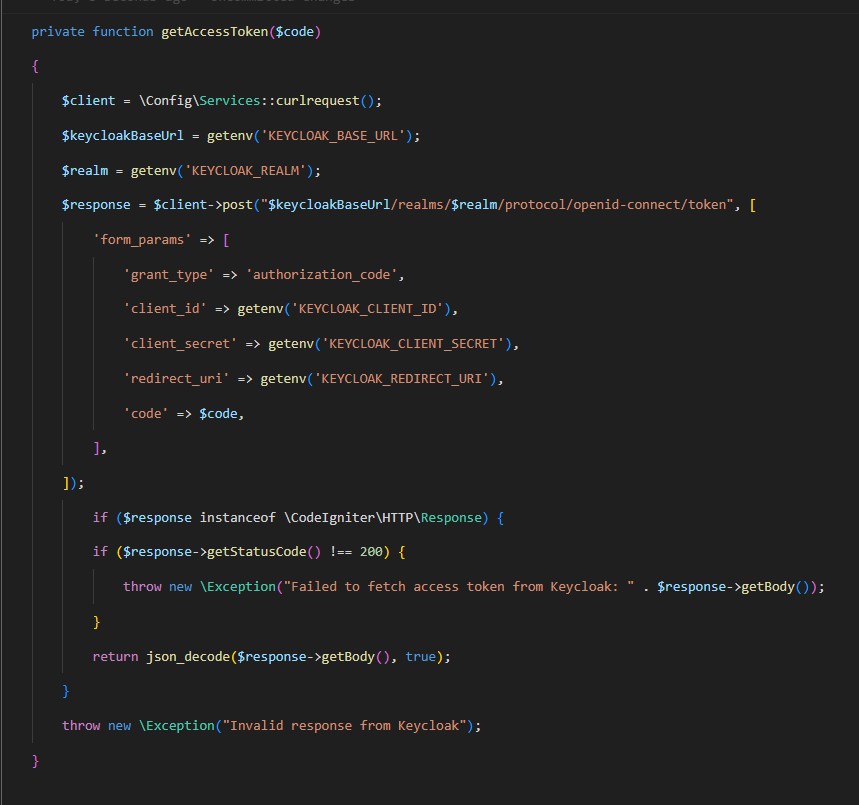 private function getAccessToken($code)
{
    $client = \Config\Services::curlrequest();
    $keycloakBaseUrl = getenv('KEYCLOAK_BASE_URL');
    $realm = getenv('KEYCLOAK_REALM');
    $response = $client->post("$keycloakBaseUrl/realms/$realm/protocol/openid-connect/token", [
        'form_params' => [
            'grant_type' => 'authorization_code',
            'client_id' => getenv('KEYCLOAK_CLIENT_ID'),
            'client_secret' => getenv('KEYCLOAK_CLIENT_SECRET'),
            'redirect_uri' => getenv('KEYCLOAK_REDIRECT_URI'),
            'code' => $code,
        ],
    ]);
        if ($response instanceof \CodeIgniter\HTTP\Response) {
        if ($response->getStatusCode() !== 200) {
            throw new \Exception("Failed to fetch access token from Keycloak: " . $response->getBody());
        }
        return json_decode($response->getBody(), true);
    }
    throw new \Exception("Invalid response from Keycloak");
}